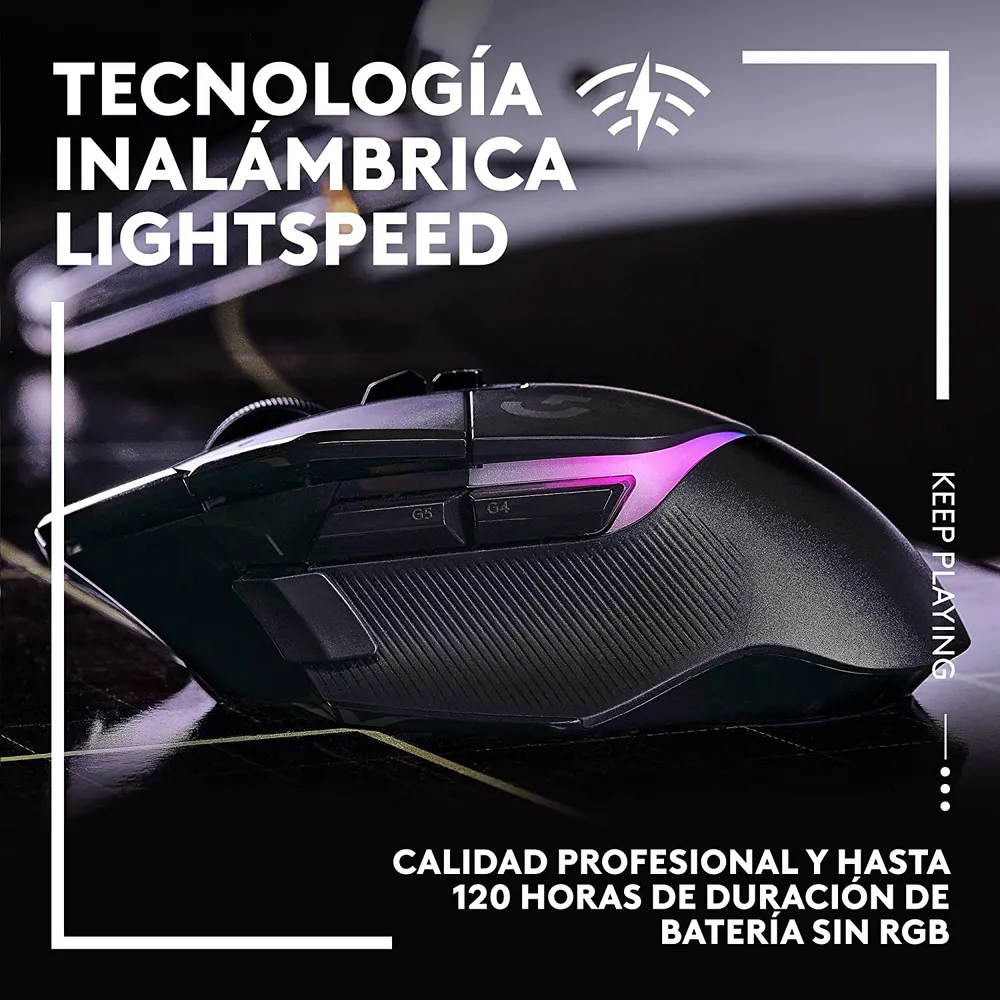 TECNOLOGÍA
INALÁMBRICA
LIGHTSPEED
G5
G4
KEEP PLAYING
CALIDAD PROFESIONAL Y HASTA
120 HORAS DE DURACIÓN DE
BATERÍA SIN RGB